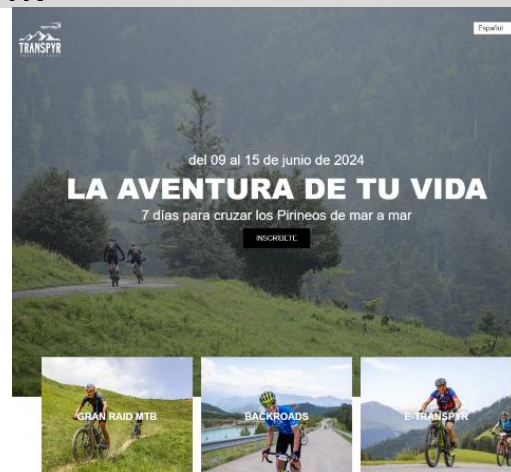 TRANSPYR
Español
del 09 al 15 de junio de 2024
LA AVENTURA DE TU VIDA
7 días para cruzar los Pirineos de mar a mar
INSCRÍBETE
GRAN RAID MTB
BACKROADS
E-TRANSPYR